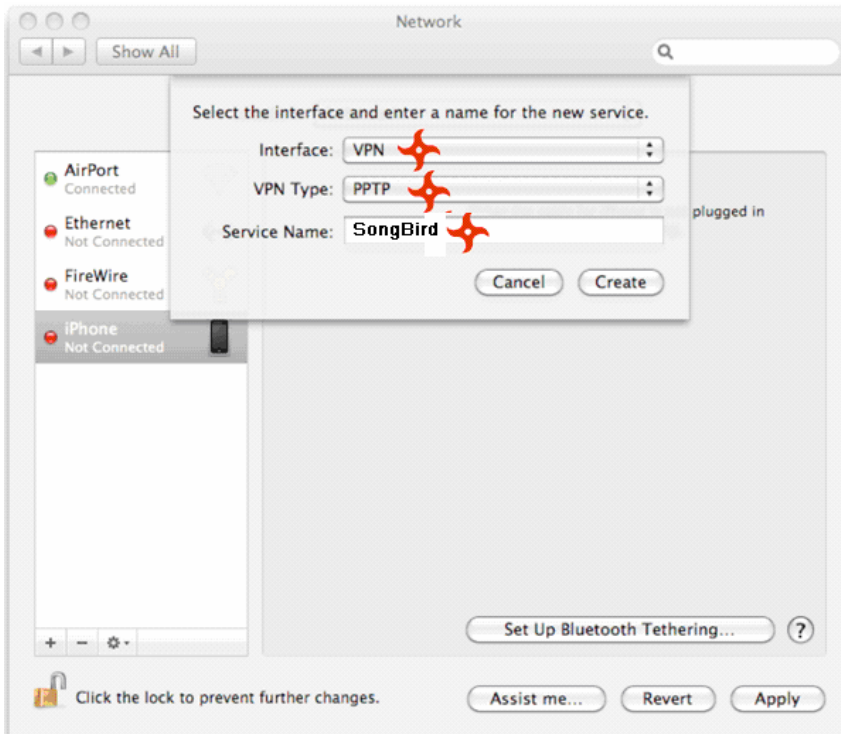 Network
Show All
Select the interface and enter a name for the new service.
Interface: VPN
VPN Type: PPTP
Service Name: SongBird
Cancel Create
AirPort
Connected
Ethernet
Not Connected
FireWire
Not Connected
iPhone
Not Connected
plugged in
Set Up Bluetooth Tethering... ?
Click the lock to prevent further changes.
Assist me... Revert Apply